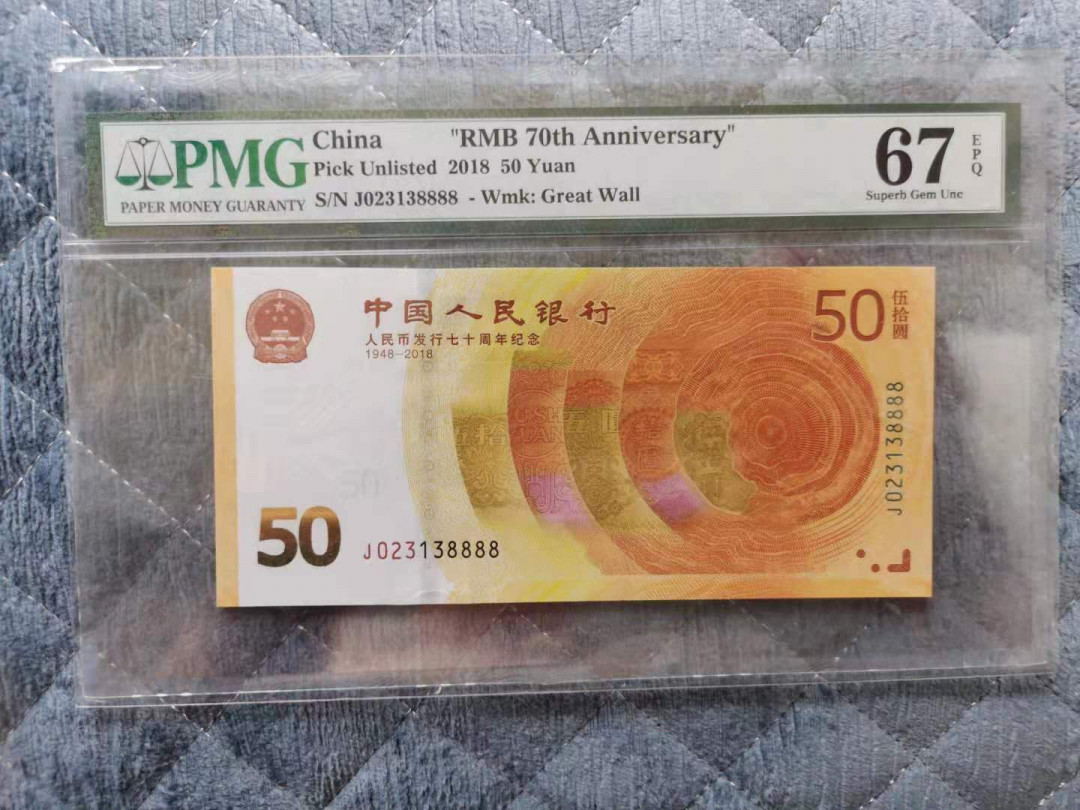 PMG
PAPER MONEY GUARANTY
China "RMB 70th Anniversary"
Pick Unlisted 2018 50 Yuan
S/N J023138888 - Wmk: Great Wall
67
EPQ
Superb Gem Unc
中国人民银行
人民币发行七十周年纪念
1948-2018
50
伍拾圆
J023138888
50
J023138888